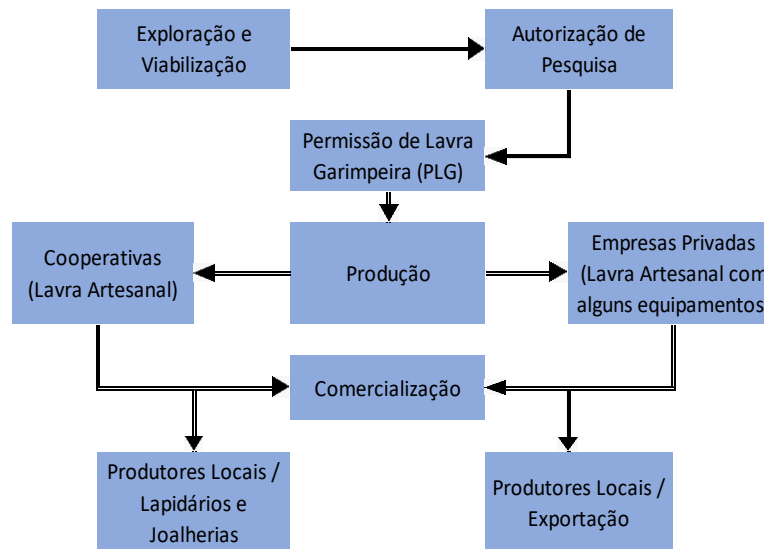 Exploração e
Viabilização
Autorização de
Pesquisa
Permissão de Lavra
Garimpeira (PLG)
Cooperativas
(Lavra Artesanal)
Produção
Empresas Privadas
(Lavra Artesanal com
alguns equipamentos
Comercialização
Produtores Locais /
Lapidários e
Joalherias
Produtores Locais /
Exportação